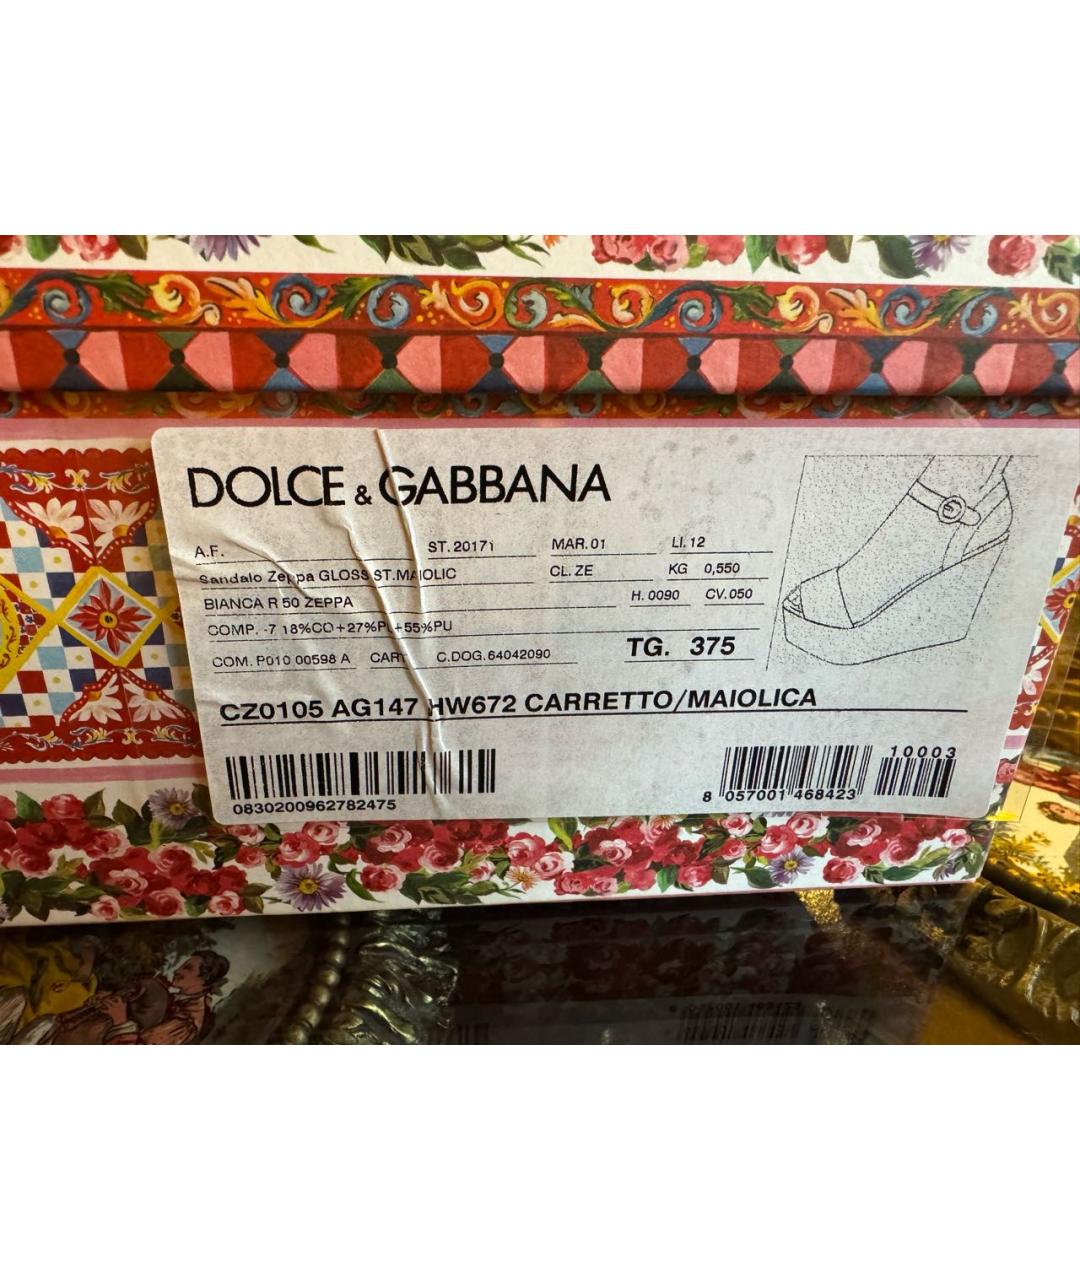 DOLCE & GABBANA
A.F. ST. 20171 MAR. 01 LI. 12
Sandalo Zeppa GLOSS ST.MAIOLIC CL. ZE KG 0,550
BIANCA R 50 ZEPPA H. 0090 CV. 050
COMP. -7 18%CO+27%PL+55%PU
COM. P010 00598 A CART C.DOG. 64042090 TG. 375
CZ0105 AG147 HW672 CARRETTO/MAIOLICA
10003
0830200962782475 8 057001 468423